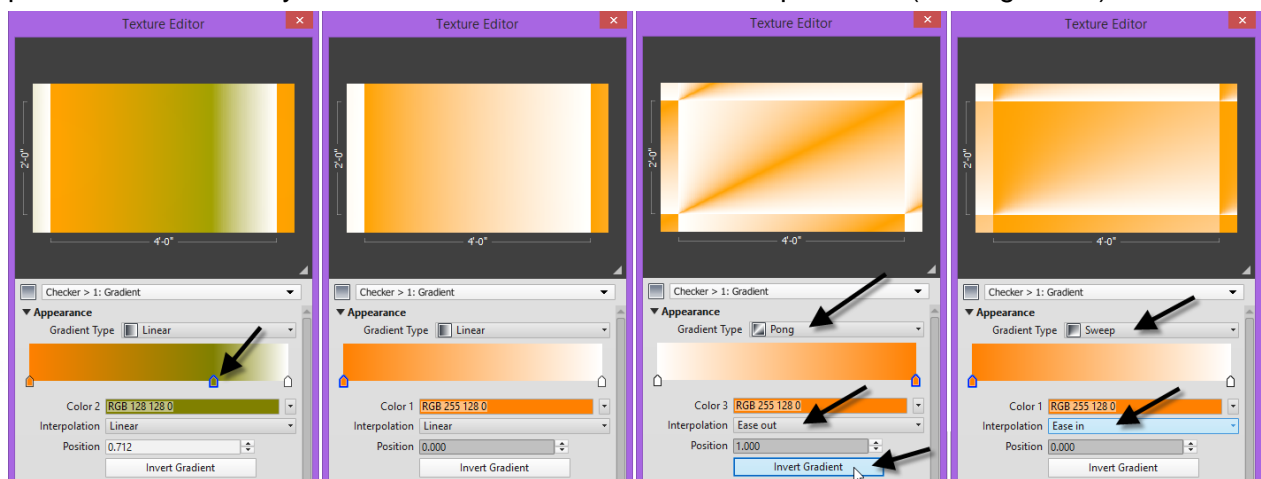 Texture Editor
2'-0"
4'-0"
Checker > 1: Gradient
Appearance
Gradient Type Linear
Color 2 RGB 128 128 0
Interpolation Linear
Position 0.712
Invert Gradient
Texture Editor
2'-0"
4'-0"
Checker > 1: Gradient
Appearance
Gradient Type Linear
Color 1 RGB 255 128 0
Interpolation Linear
Position 0.000
Invert Gradient
Texture Editor
2'-0"
4'-0"
Checker > 1: Gradient
Appearance
Gradient Type Pong
Color 3 RGB 255 128 0
Interpolation Ease out
Position 1.000
Invert Gradient
Texture Editor
2'-0"
4'-0"
Checker > 1: Gradient
Appearance
Gradient Type Sweep
Color 1 RGB 255 128 0
Interpolation Ease in
Position 0.000
Invert Gradient